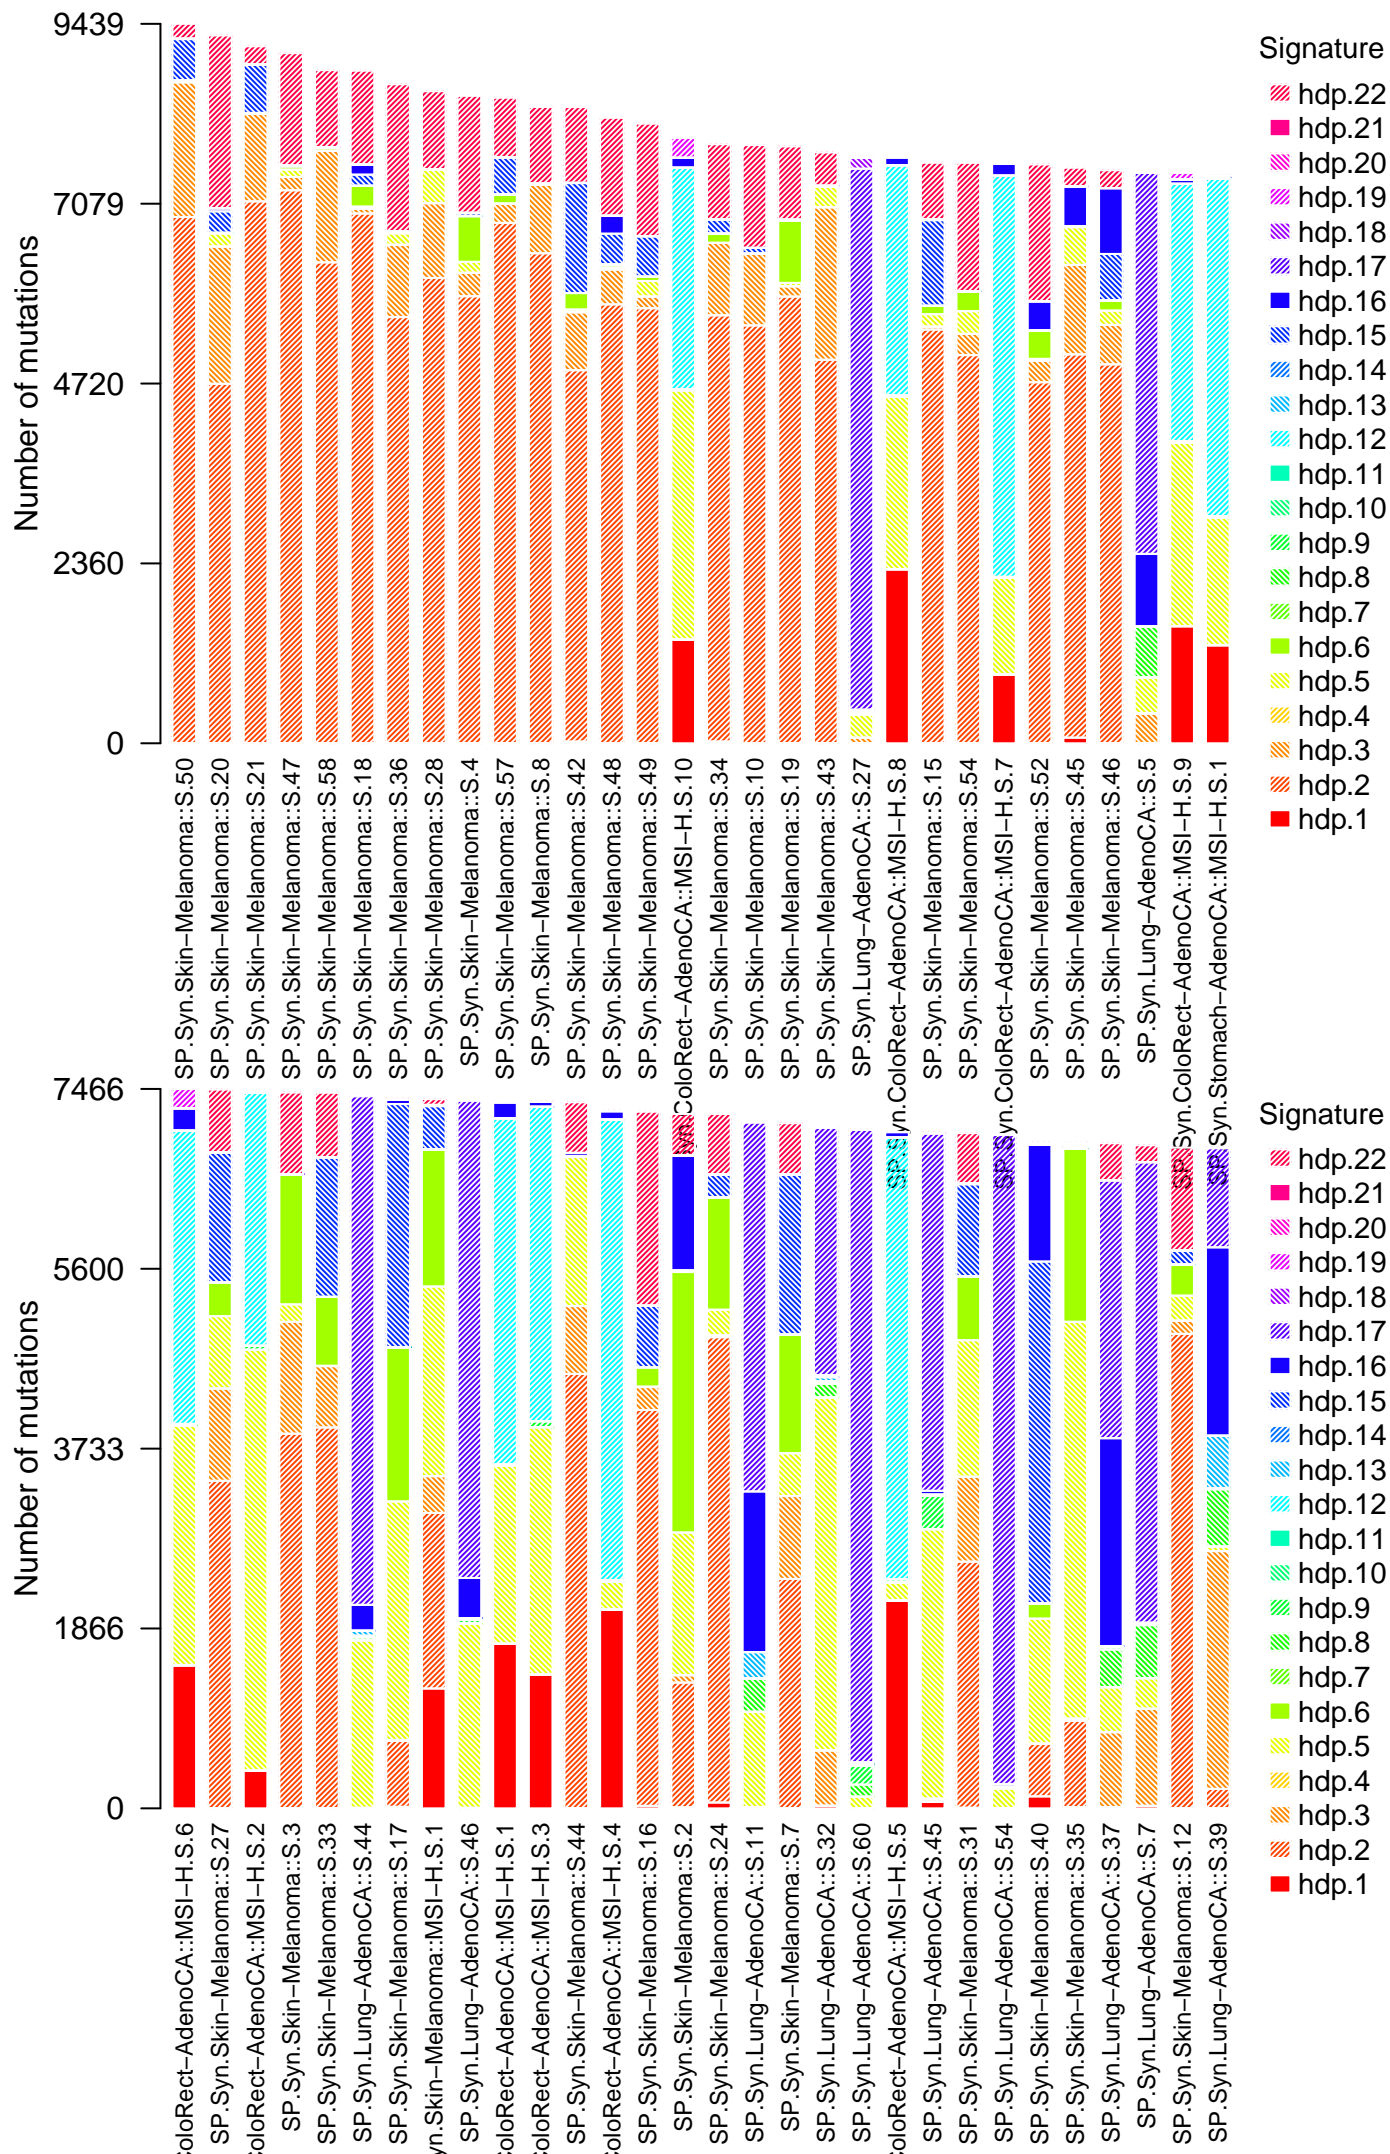 Number of mutations
9439
7079
4720
2360
0
Signature
hdp.22
hdp.21
hdp.20
hdp.19
hdp.18
hdp.17
hdp.16
hdp.15
hdp.14
hdp.13
hdp.12
hdp.11
hdp.10
hdp.9
hdp.8
hdp.7
hdp.6
hdp.5
hdp.4
hdp.3
hdp.2
hdp.1
SP.Syn.Skin−Melanoma::S.50
SP.Syn.Skin−Melanoma::S.20
SP.Syn.Skin−Melanoma::S.21
SP.Syn.Skin−Melanoma::S.47
SP.Syn.Skin−Melanoma::S.58
SP.Syn.Skin−Melanoma::S.18
SP.Syn.Skin−Melanoma::S.36
SP.Syn.Skin−Melanoma::S.28
SP.Syn.Skin−Melanoma::S.4
SP.Syn.Skin−Melanoma::S.57
SP.Syn.Skin−Melanoma::S.8
SP.Syn.Skin−Melanoma::S.42
SP.Syn.Skin−Melanoma::S.48
SP.Syn.Skin−Melanoma::S.49
Syn.ColoRect−AdenoCA::MSI−H.S.10
SP.Syn.Skin−Melanoma::S.34
SP.Syn.Skin−Melanoma::S.10
SP.Syn.Skin−Melanoma::S.19
SP.Syn.Skin−Melanoma::S.43
SP.Syn.Lung−AdenoCA::S.27
SP.Syn.ColoRect−AdenoCA::MSI−H.S.8
SP.Syn.Skin−Melanoma::S.15
SP.Syn.Skin−Melanoma::S.54
SP.Syn.ColoRect−AdenoCA::MSI−H.S.7
SP.Syn.Skin−Melanoma::S.52
SP.Syn.Skin−Melanoma::S.45
SP.Syn.Skin−Melanoma::S.46
SP.Syn.Lung−AdenoCA::S.5
SP.Syn.ColoRect−AdenoCA::MSI−H.S.9
SP.Syn.Stomach−AdenoCA::MSI−H.S.1
Number of mutations
7466
5600
3733
1866
0
Signature
hdp.22
hdp.21
hdp.20
hdp.19
hdp.18
hdp.17
hdp.16
hdp.15
hdp.14
hdp.13
hdp.12
hdp.11
hdp.10
hdp.9
hdp.8
hdp.7
hdp.6
hdp.5
hdp.4
hdp.3
hdp.2
hdp.1
oloRect−AdenoCA::MSI−H.S.6
SP.Syn.Skin−Melanoma::S.27
oloRect−AdenoCA::MSI−H.S.2
SP.Syn.Skin−Melanoma::S.3
SP.Syn.Skin−Melanoma::S.33
SP.Syn.Lung−AdenoCA::S.44
SP.Syn.Skin−Melanoma::S.17
yn.Skin−Melanoma::MSI−H.S.1
SP.Syn.Lung−AdenoCA::S.46
oloRect−AdenoCA::MSI−H.S.1
oloRect−AdenoCA::MSI−H.S.3
SP.Syn.Skin−Melanoma::S.44
oloRect−AdenoCA::MSI−H.S.4
SP.Syn.Skin−Melanoma::S.16
SP.Syn.Skin−Melanoma::S.2
SP.Syn.Skin−Melanoma::S.24
SP.Syn.Lung−AdenoCA::S.11
SP.Syn.Skin−Melanoma::S.7
SP.Syn.Lung−AdenoCA::S.32
SP.Syn.Lung−AdenoCA::S.60
oloRect−AdenoCA::MSI−H.S.5
SP.Syn.Lung−AdenoCA::S.45
SP.Syn.Skin−Melanoma::S.31
SP.Syn.Lung−AdenoCA::S.54
SP.Syn.Skin−Melanoma::S.40
SP.Syn.Skin−Melanoma::S.35
SP.Syn.Lung−AdenoCA::S.37
SP.Syn.Lung−AdenoCA::S.7
SP.Syn.Skin−Melanoma::S.12
SP.Syn.Lung−AdenoCA::S.39